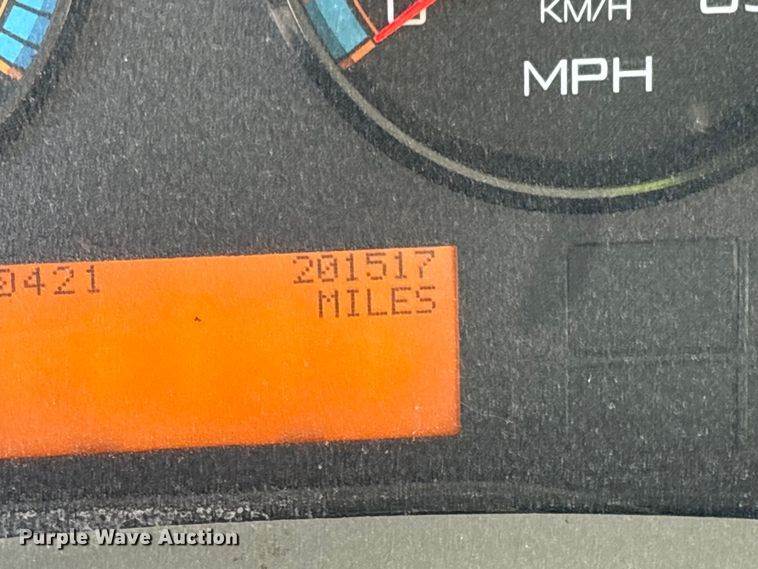 KM/H
MPH
0421 201517
MILES
Purple Wave Auction